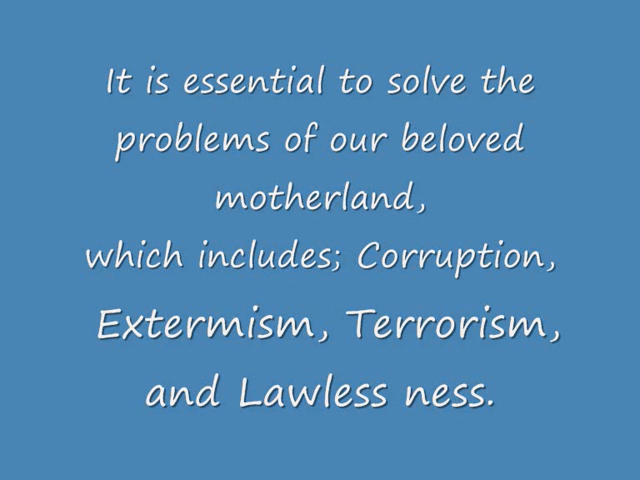 It is essential to solve the
problems of our beloved
motherland,
which includes; Corruption,
Extermism, Terrorism,
and Lawless ness.